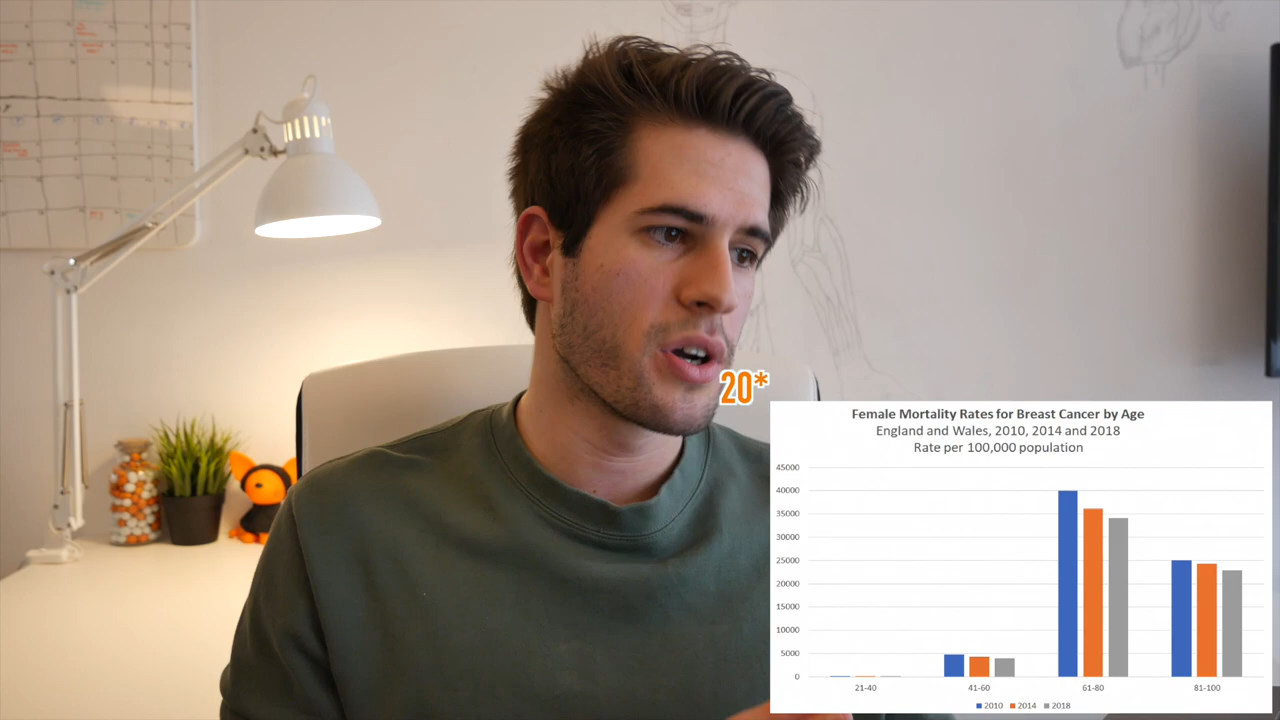 20*
Female Mortality Rates for Breast Cancer by Age
England and Wales, 2010, 2014 and 2018
Rate per 100,000 population
45000
40000
35000
30000
25000
20000
15000
10000
5000
0
21-40 41-60 61-80 81-100
2010 2014 2018